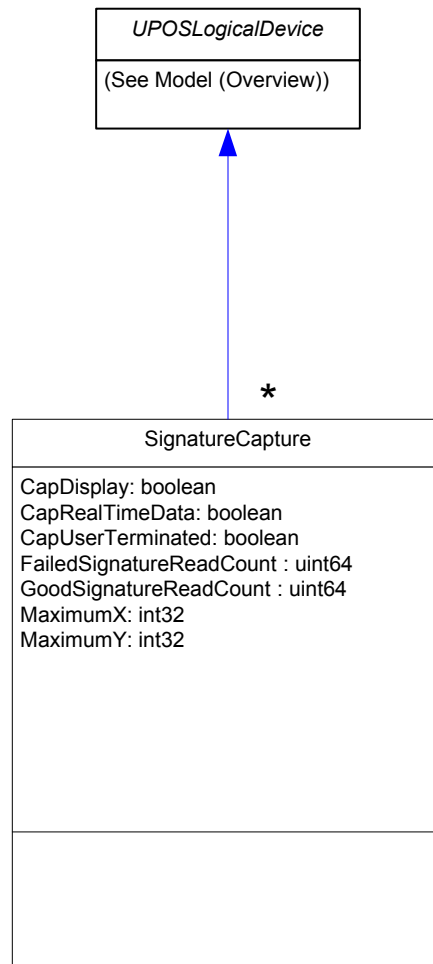 UPOSLogicalDevice
(See Model (Overview))
*
SignatureCapture
CapDisplay: boolean
CapRealTimeData: boolean
CapUserTerminated: boolean
FailedSignatureReadCount : uint64
GoodSignatureReadCount : uint64
MaximumX: int32
MaximumY: int32